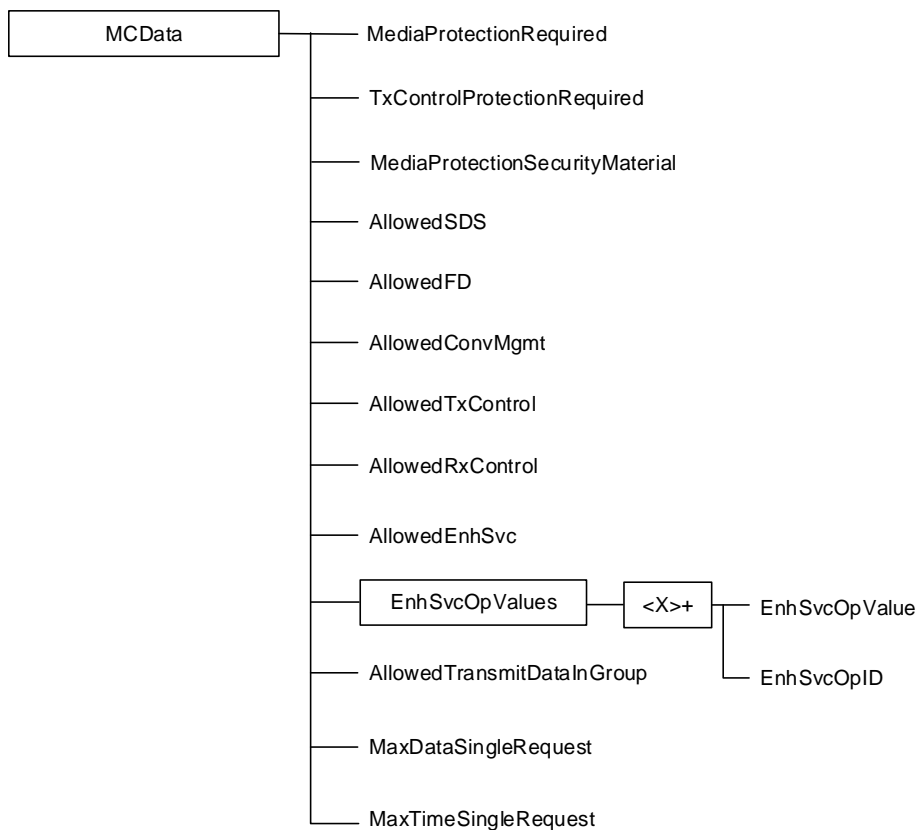 MCData
MediaProtectionRequired
TxControlProtectionRequired
MediaProtectionSecurityMaterial
AllowedSDS
AllowedFD
AllowedConvMgmt
AllowedTxControl
AllowedRxControl
AllowedEnhSvc
EnhSvcOpValues
<X>+
EnhSvcOpValue
EnhSvcOpID
AllowedTransmitDataInGroup
MaxDataSingleRequest
MaxTimeSingleRequest